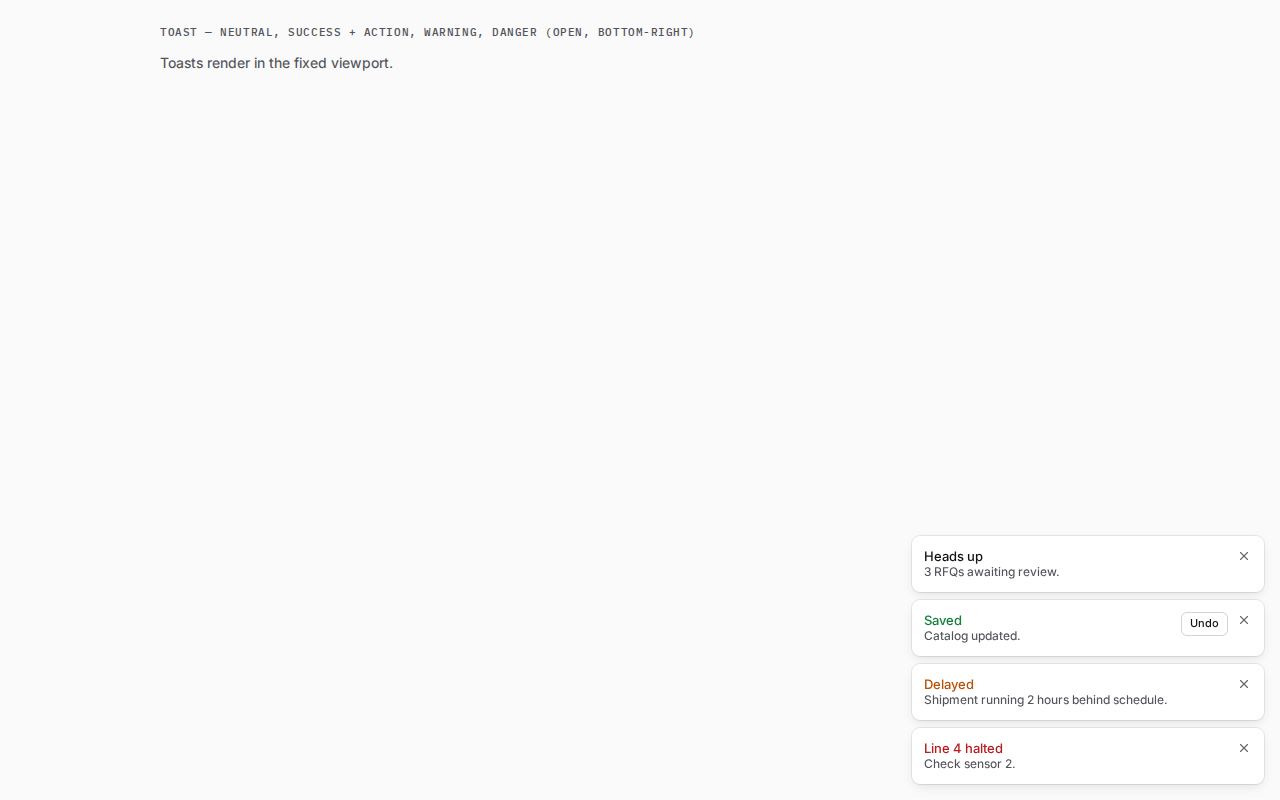 TOAST — NEUTRAL, SUCCESS + ACTION, WARNING, DANGER (OPEN, BOTTOM-RIGHT)
Toasts render in the fixed viewport.
Heads up
3 RFQs awaiting review.
Saved
Catalog updated.
Undo
Delayed
Shipment running 2 hours behind schedule.
Line 4 halted
Check sensor 2.